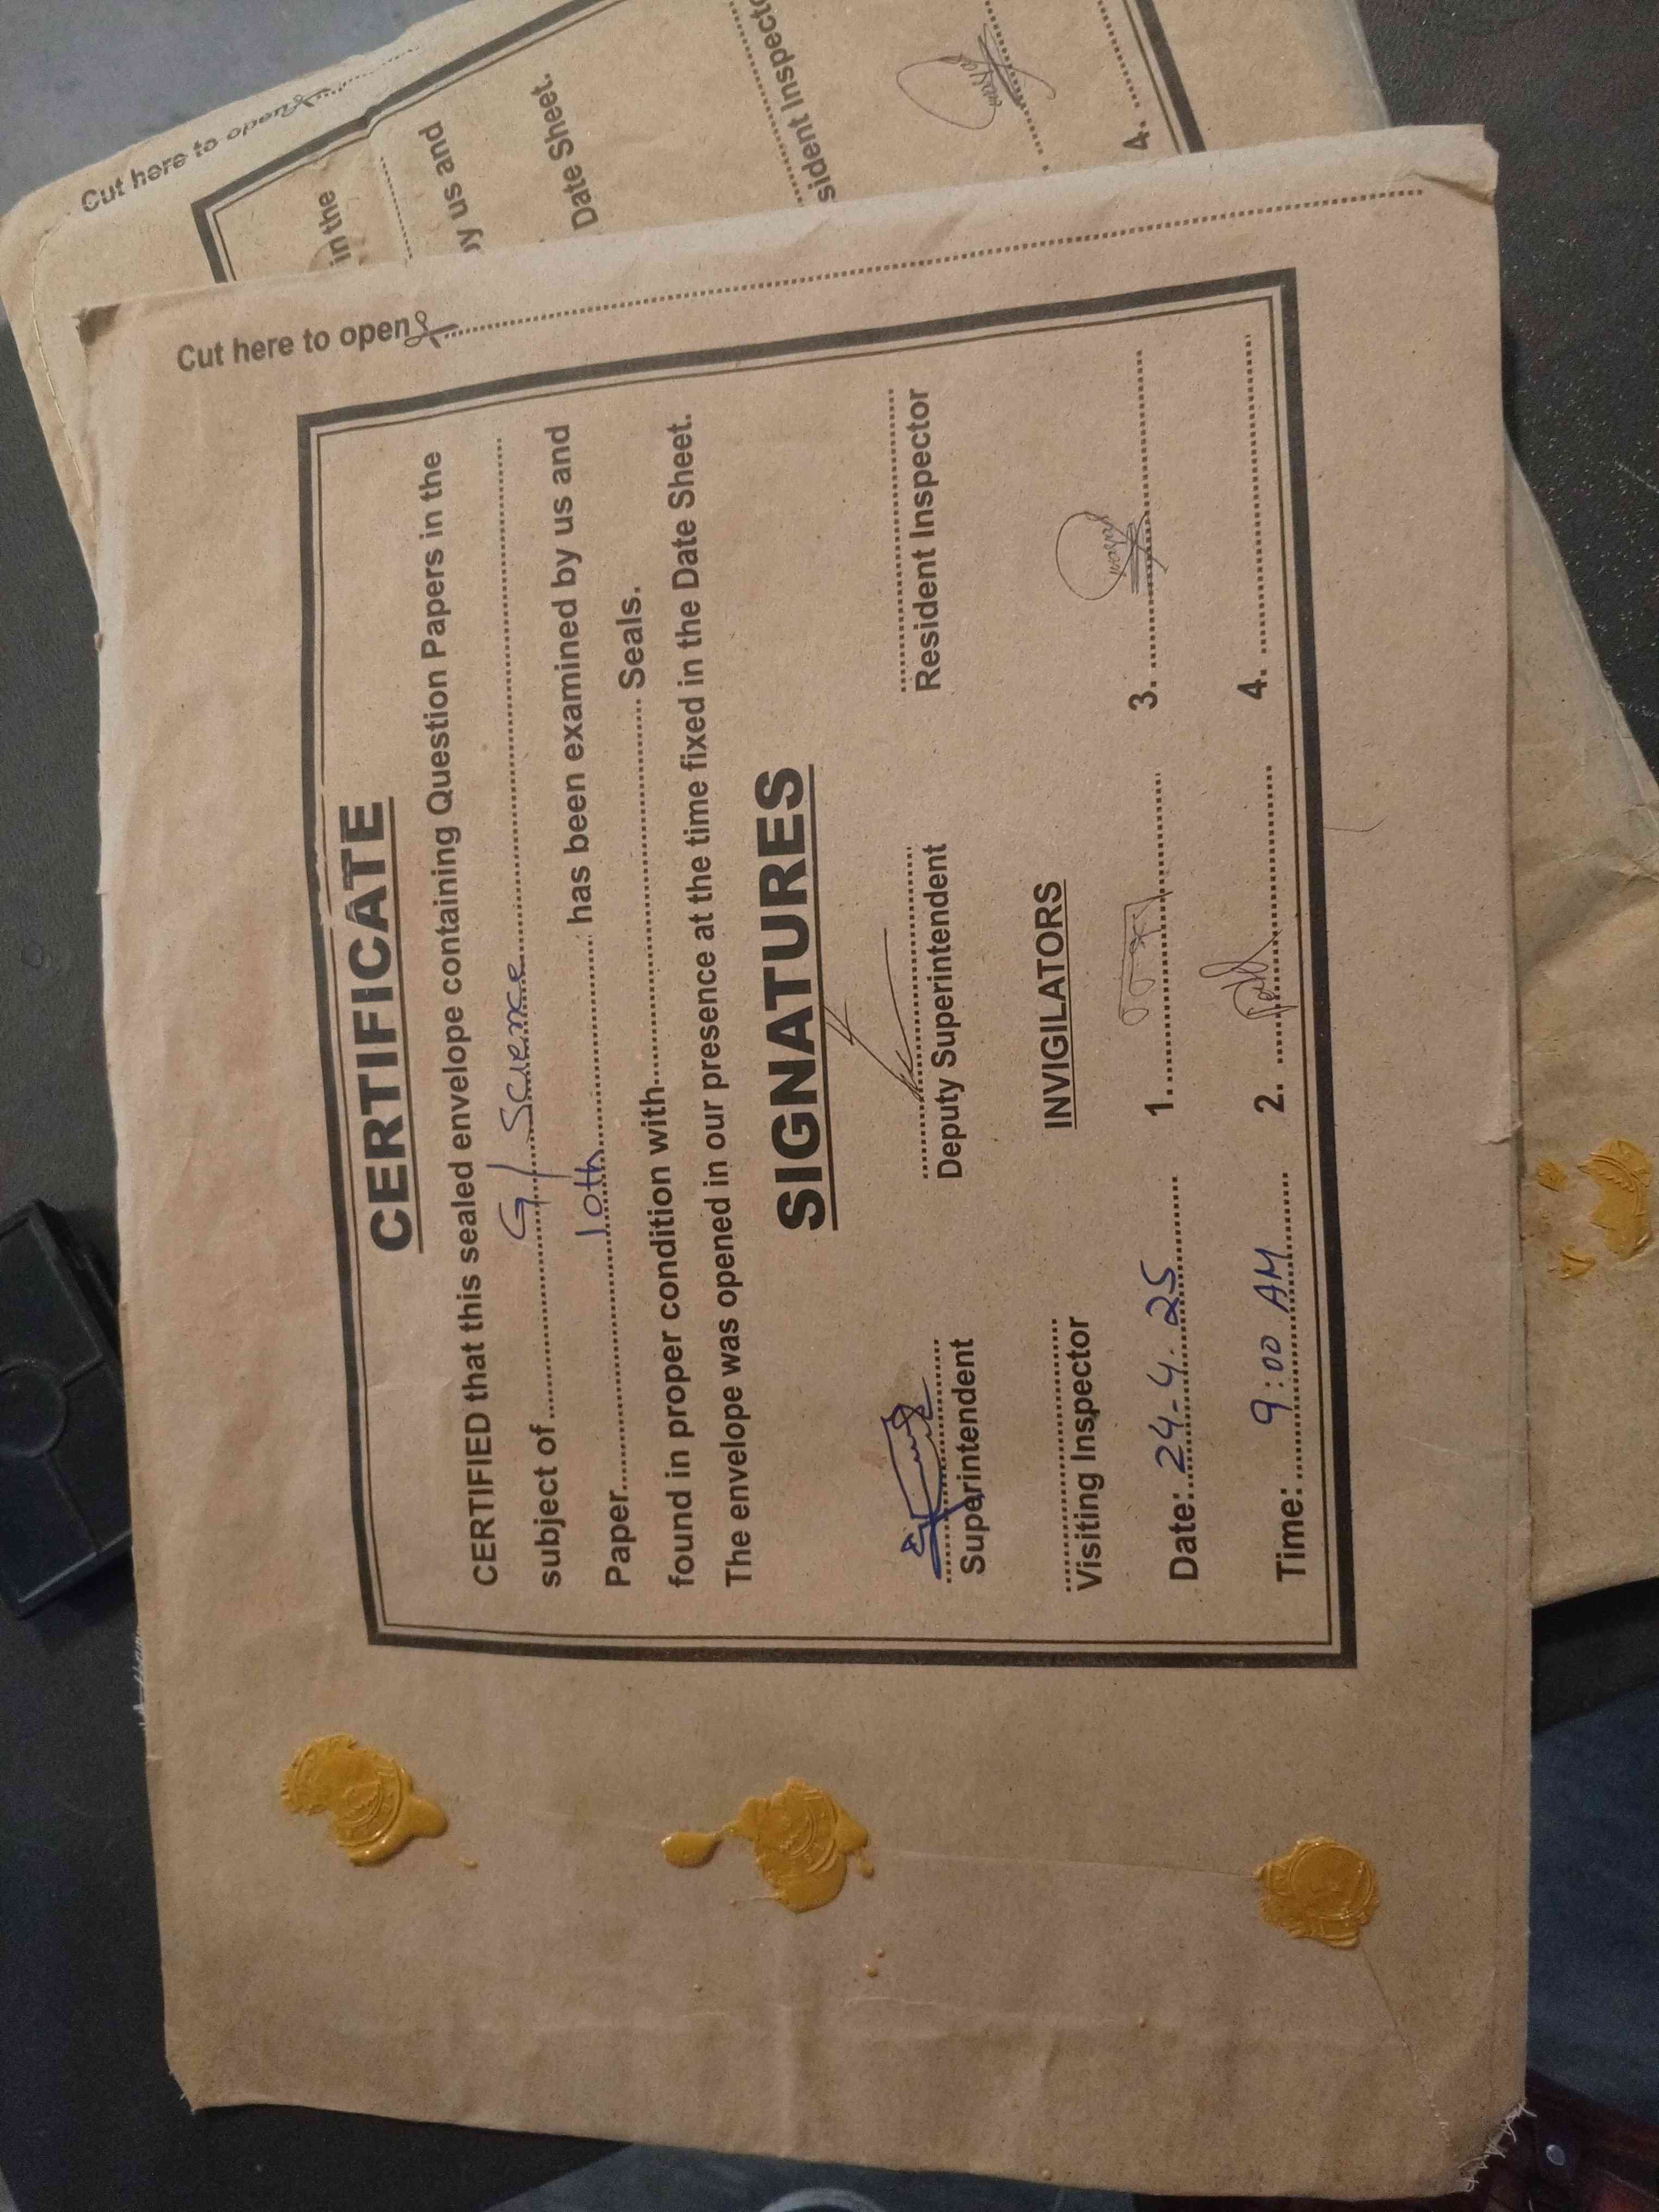 Cut here to open
CERTIFICATE
CERTIFIED that this sealed envelope containing Question Papers in the
subject of.....G/Science.....
Paper.....10th.....has been examined by us and
found in proper condition with..........Seals.
The envelope was opened in our presence at the time fixed in the Date Sheet.
SIGNATURES
Superintendent Deputy Superintendent Resident Inspector
Visiting Inspector INVIGILATORS
Date: 24-4.25 1. 3.
Time: 9:00 AM 2. 4.
Cut here to open
in the
by us and
Date Sheet.
sident Inspecto
4.